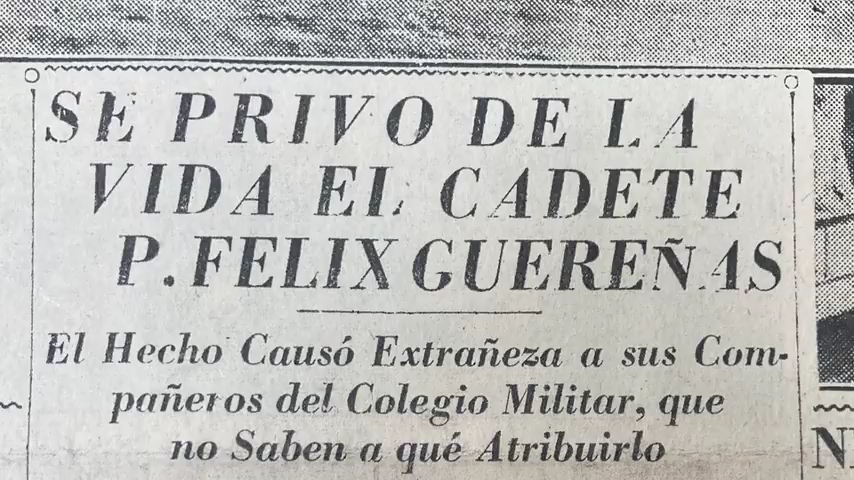 SE PRIVO DE LA
VIDA EL CADETE
P. FELIX GUEREÑAS
El Hecho Causó Extrañeza a sus Com-
pañeros del Colegio Militar, que
no Saben a qué Atribuirlo